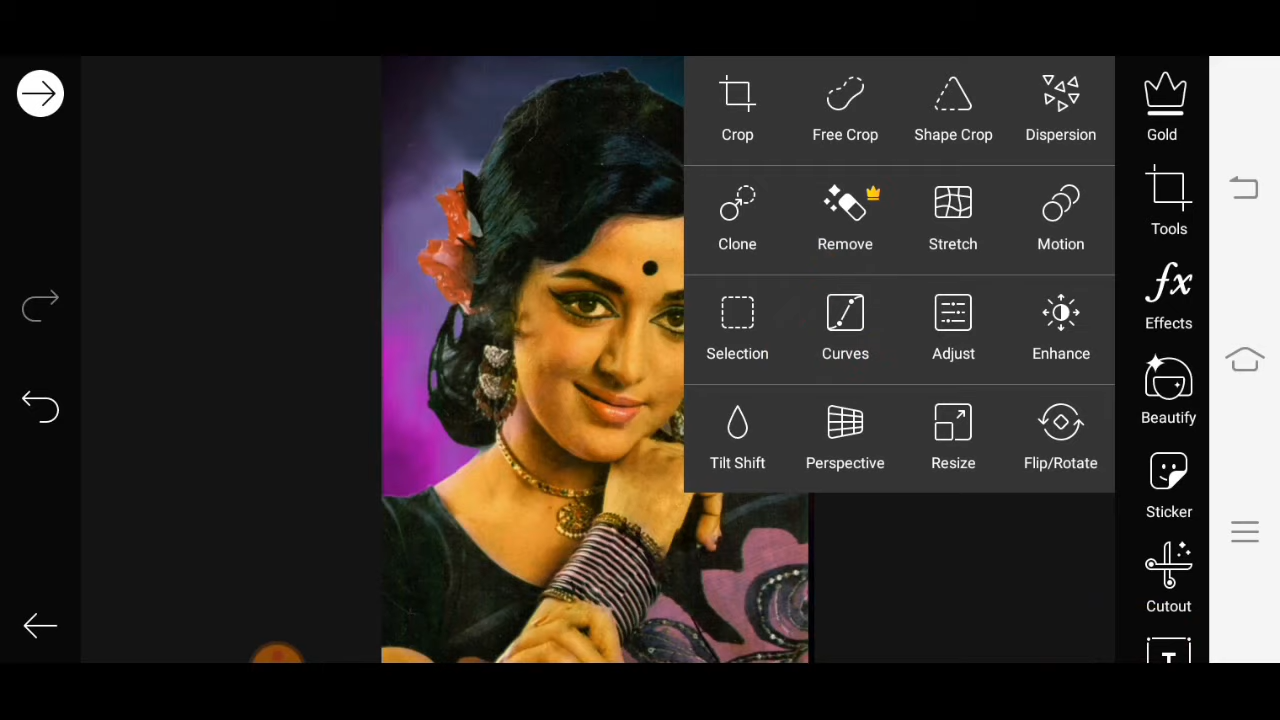 Crop Free Crop Shape Crop Dispersion
Clone Remove Stretch Motion
Selection Curves Adjust Enhance
Tilt Shift Perspective Resize Flip/Rotate
Gold
Tools
fx
Effects
Beautify
Sticker
Cutout
T